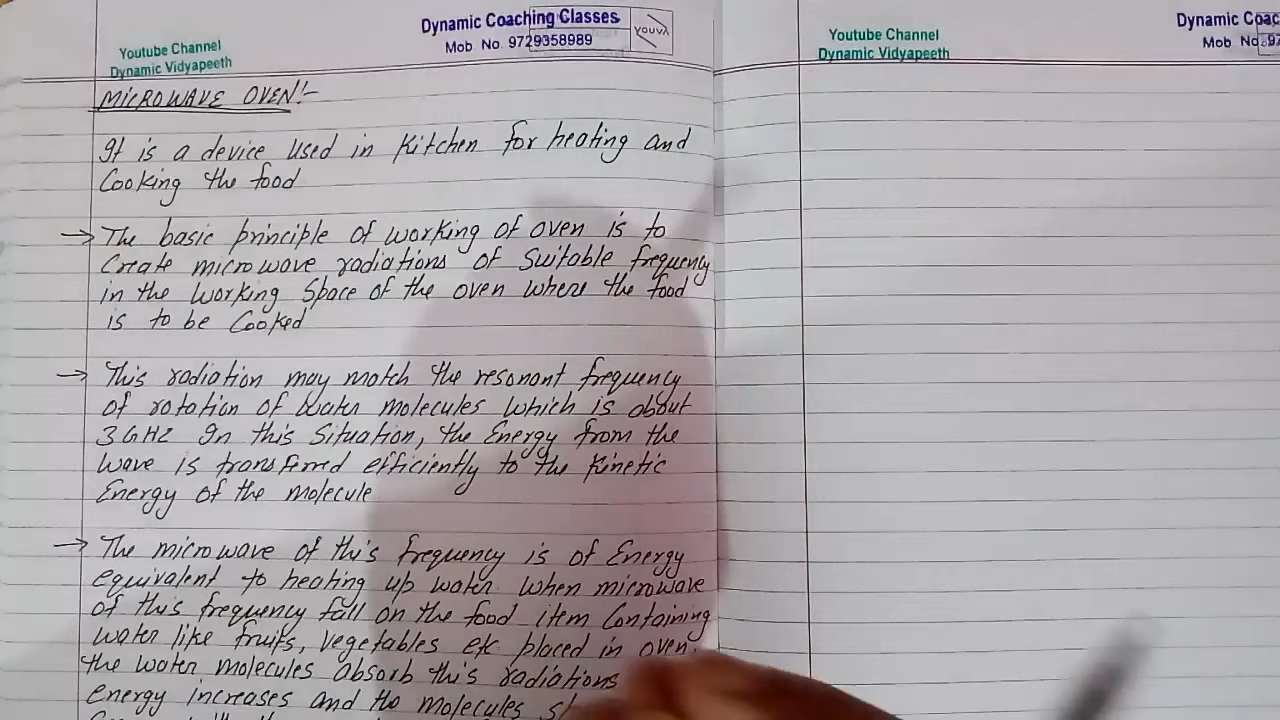 Youtube Channel
Dynamic Vidyapeeth
Dynamic Coaching Classes
Mob No. 9729358989
YOUVA
MICROWAVE OVEN!-
It is a device used in Kitchen for heating and
Cooking the food
→ The basic principle of working of oven is to
Create microwave radiations of Suitable frequency
in the working Space of the oven where the food
is to be Cooked
→ This radiation may match the resonant frequency
of rotation of water molecules which is about
3 GHz In this Situation, the Energy from the
wave is transferred efficiently to the Kinetic
Energy of the molecule
→ The microwave of this frequency is of Energy
equivalent to heating up water when microwave
of this frequency fall on the food item Containing
water like fruits, vegetables etc placed in oven.
the water molecules absorb this radiations
energy increases and the molecules
Youtube Channel
Dynamic Vidyapeeth
Dynamic
Mob No.